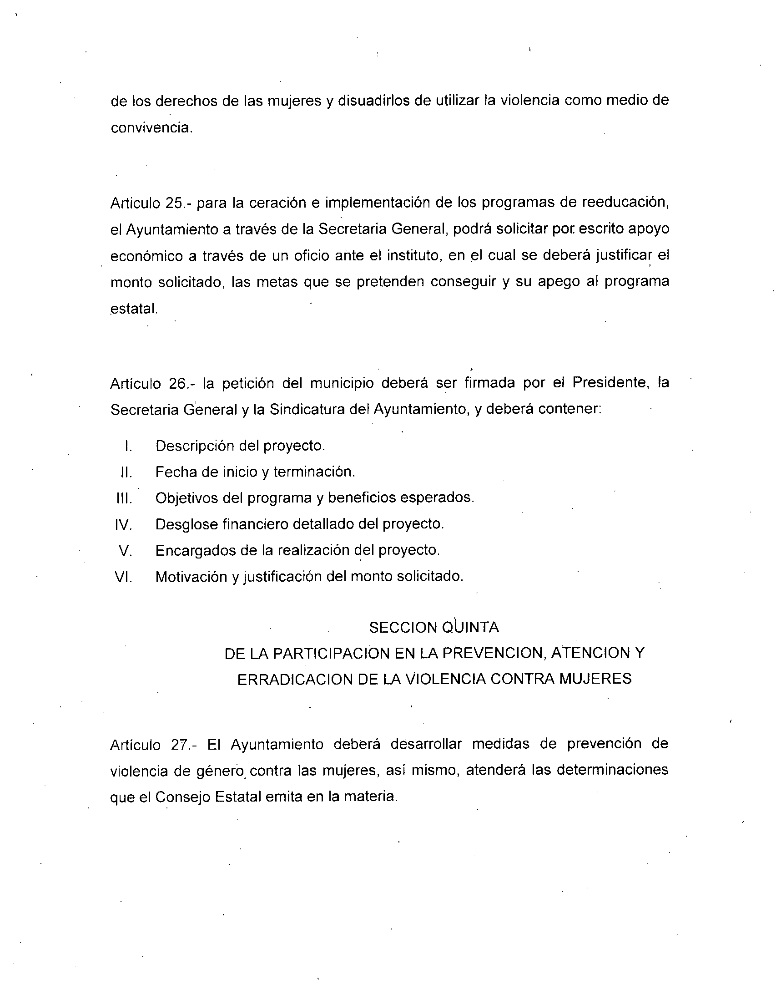 de los derechos de las mujeres y disuadirlos de utilizar la violencia como medio de
convivencia.
Articulo 25.- para la ceración e implementación de los programas de reeducación,
el Ayuntamiento a través de la Secretaria General, podrá solicitar por escrito apoyo
económico a través de un oficio ante el instituto, en el cual se deberá justificar el
monto solicitado, las metas que se pretenden conseguir y su apego al programa
estatal.
Artículo 26.- la petición del municipio deberá ser firmada por el Presidente, la
Secretaria General y la Sindicatura del Ayuntamiento, y deberá contener:
I. Descripción del proyecto.
II. Fecha de inicio y terminación.
III. Objetivos del programa y beneficios esperados.
IV. Desglose financiero detallado del proyecto.
V. Encargados de la realización del proyecto.
VI. Motivación y justificación del monto solicitado.
SECCION QUINTA
DE LA PARTICIPACION EN LA PREVENCION, ATENCION Y
ERRADICACION DE LA VIOLENCIA CONTRA MUJERES
Artículo 27.- El Ayuntamiento deberá desarrollar medidas de prevención de
violencia de género contra las mujeres, así mismo, atenderá las determinaciones
que el Consejo Estatal emita en la materia.